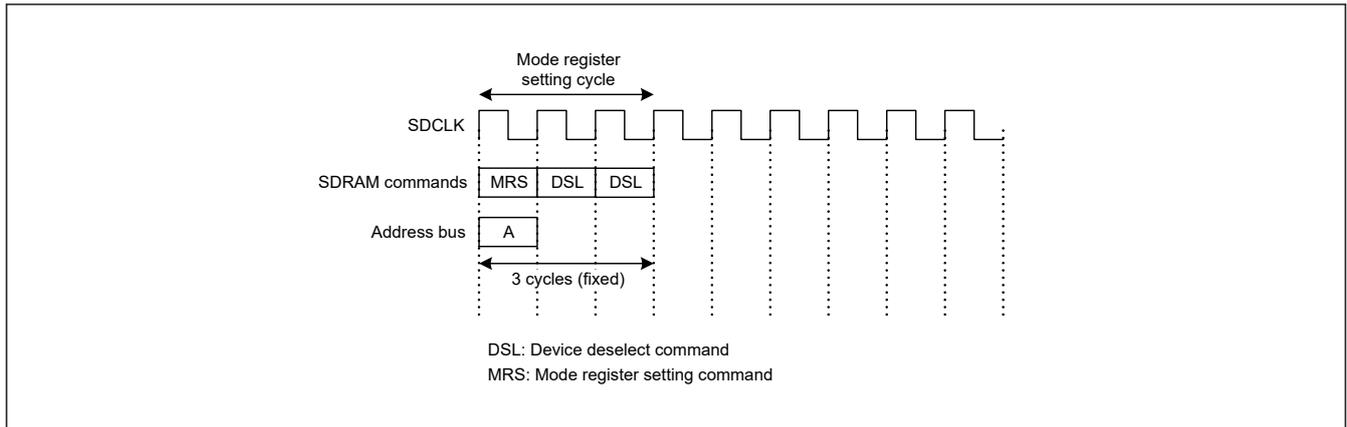 Mode register
setting cycle
SDCLK
SDRAM commands MRS DSL DSL
Address bus A
3 cycles (fixed)
DSL: Device deselect command
MRS: Mode register setting command